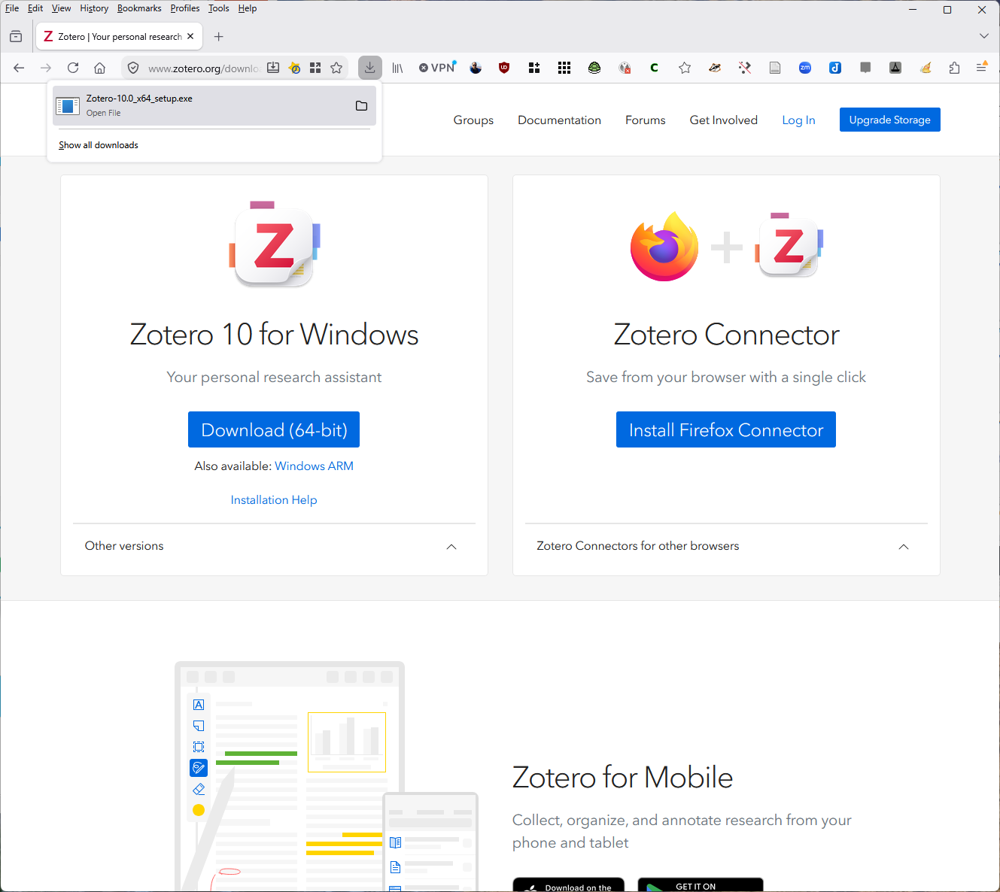 File Edit View History Bookmarks Profiles Tools Help
Z Zotero | Your personal research
www.zotero.org/downlo
VPN
UD
C
zm
J
Zotero-10.0_x64_setup.exe
Open File
Show all downloads
Groups Documentation Forums Get Involved Log In Upgrade Storage
Z
Zotero 10 for Windows
Your personal research assistant
Download (64-bit)
Also available: Windows ARM
Installation Help
Other versions
Z
Zotero Connector
Save from your browser with a single click
Install Firefox Connector
Zotero Connectors for other browsers
A
Zotero for Mobile
Collect, organize, and annotate research from your
phone and tablet
Download on the
GET IT ON